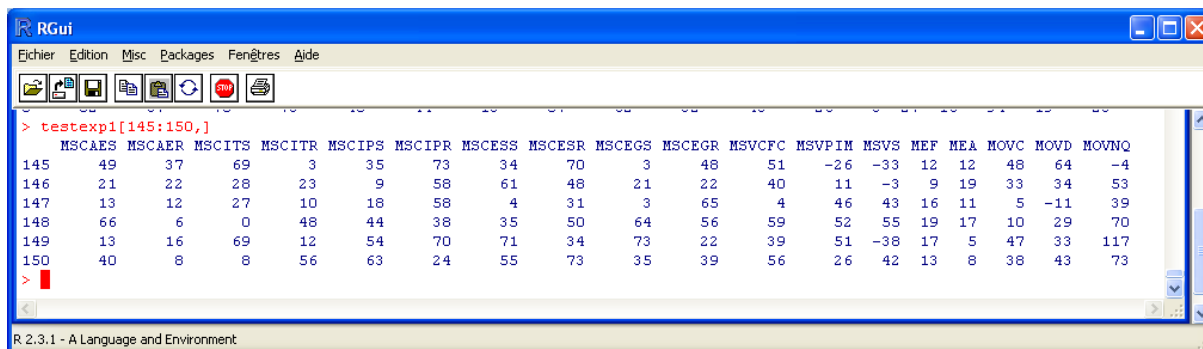 RGui
Fichier Edition Misc Packages Fenêtres Aide
STOP
> testexp1[145:150,]
MSCAES MSCAER MSCITS MSCITR MSCIPS MSCIPR MSCESS MSCESR MSCEGS MSCEGR MSVCFC MSVPIM MSVS MEF MEA MOVC MOVD MOVNQ
145 49 37 69 3 35 73 34 70 3 48 51 -26 -33 12 12 48 64 -4
146 21 22 28 23 9 58 61 48 21 22 40 11 -3 9 19 33 34 53
147 13 12 27 10 18 58 4 31 3 65 4 46 43 16 11 5 -11 39
148 66 6 0 48 44 38 35 50 64 56 59 52 55 19 17 10 29 70
149 13 16 69 12 54 70 71 34 73 22 39 51 -38 17 5 47 33 117
150 40 8 8 56 63 24 55 73 35 39 56 26 42 13 8 38 43 73
>
R 2.3.1 - A Language and Environment